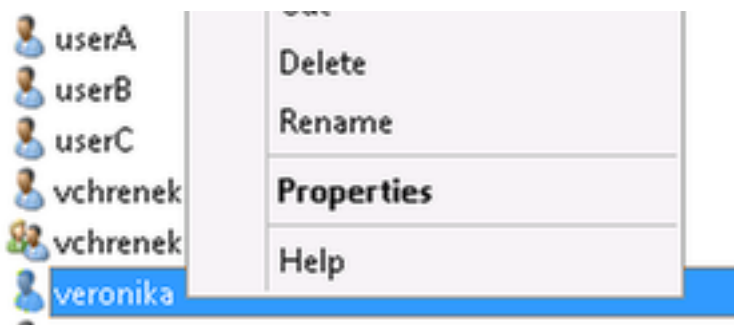 userA
userB
userC
vchrenek
vchrenek
veronika
Delete
Rename
Properties
Help